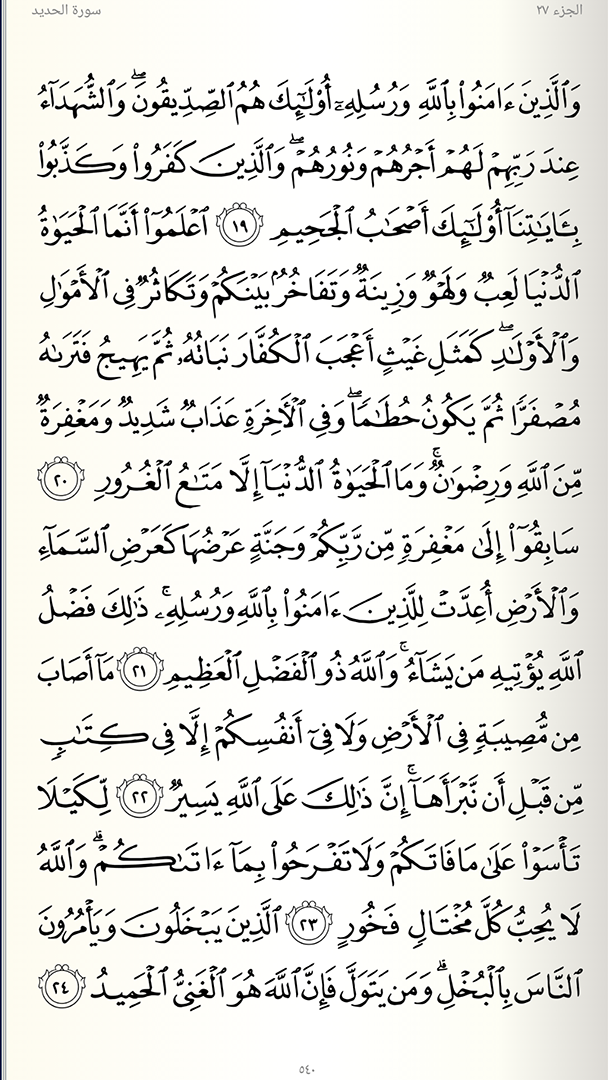 الجزء ٢٧
سورة الحديد
وَٱلَّذِينَ ءَامَنُوا۟ بِٱللَّهِ وَرُسُلِهِۦٓ أُو۟لَـٰٓئِكَ هُمُ ٱلصِّدِّيقُونَ ۖ وَٱلشُّهَدَآءُ
عِندَ رَبِّهِمْ لَهُمْ أَجْرُهُمْ وَنُورُهُمْ ۖ وَٱلَّذِينَ كَفَرُوا۟ وَكَذَّبُوا۟
بِـَٔايَـٰتِنَآ أُو۟لَـٰٓئِكَ أَصْحَـٰبُ ٱلْجَحِيمِ ١٩ ٱعْلَمُوٓا۟ أَنَّمَا ٱلْحَيَوٰةُ
ٱلدُّنْيَا لَعِبٌ وَلَهْوٌ وَزِينَةٌ وَتَفَاخُرٌۢ بَيْنَكُمْ وَتَكَاثُرٌ فِى ٱلْأَمْوَٰلِ
وَٱلْأَوْلَـٰدِ ۖ كَمَثَلِ غَيْثٍ أَعْجَبَ ٱلْكُفَّارَ نَبَاتُهُۥ ثُمَّ يَهِيجُ فَتَرَىٰهُ
مُصْفَرًّا ثُمَّ يَكُونُ حُطَـٰمًا ۖ وَفِى ٱلْـَٔاخِرَةِ عَذَابٌ شَدِيدٌ وَمَغْفِرَةٌ
مِّنَ ٱللَّهِ وَرِضْوَٰنٌ ۚ وَمَا ٱلْحَيَوٰةُ ٱلدُّنْيَآ إِلَّا مَتَـٰعُ ٱلْغُرُورِ ٢٠
سَابِقُوٓا۟ إِلَىٰ مَغْفِرَةٍ مِّن رَّبِّكُمْ وَجَنَّةٍ عَرْضُهَا كَعَرْضِ ٱلسَّمَآءِ
وَٱلْأَرْضِ أُعِدَّتْ لِلَّذِينَ ءَامَنُوا۟ بِٱللَّهِ وَرُسُلِهِۦ ۚ ذَٰلِكَ فَضْلُ
ٱللَّهِ يُؤْتِيهِ مَن يَشَآءُ ۚ وَٱللَّهُ ذُو ٱلْفَضْلِ ٱلْعَظِيمِ ٢١ مَآ أَصَابَ
مِن مُّصِيبَةٍ فِى ٱلْأَرْضِ وَلَا فِىٓ أَنفُسِكُمْ إِلَّا فِى كِتَـٰبٍ
مِّن قَبْلِ أَن نَّبْرَأَهَآ ۚ إِنَّ ذَٰلِكَ عَلَى ٱللَّهِ يَسِيرٌ ٢٢ لِّكَيْلَا
تَأْسَوْا۟ عَلَىٰ مَا فَاتَكُمْ وَلَا تَفْرَحُوا۟ بِمَآ ءَاتَىٰكُمْ ۗ وَٱللَّهُ
لَا يُحِبُّ كُلَّ مُخْتَالٍ فَخُورٍ ٢٣ ٱلَّذِينَ يَبْخَلُونَ وَيَأْمُرُونَ
ٱلنَّاسَ بِٱلْبُخْلِ ۗ وَمَن يَتَوَلَّ فَإِنَّ ٱللَّهَ هُوَ ٱلْغَنِىُّ ٱلْحَمِيدُ ٢٤
٥٤٠